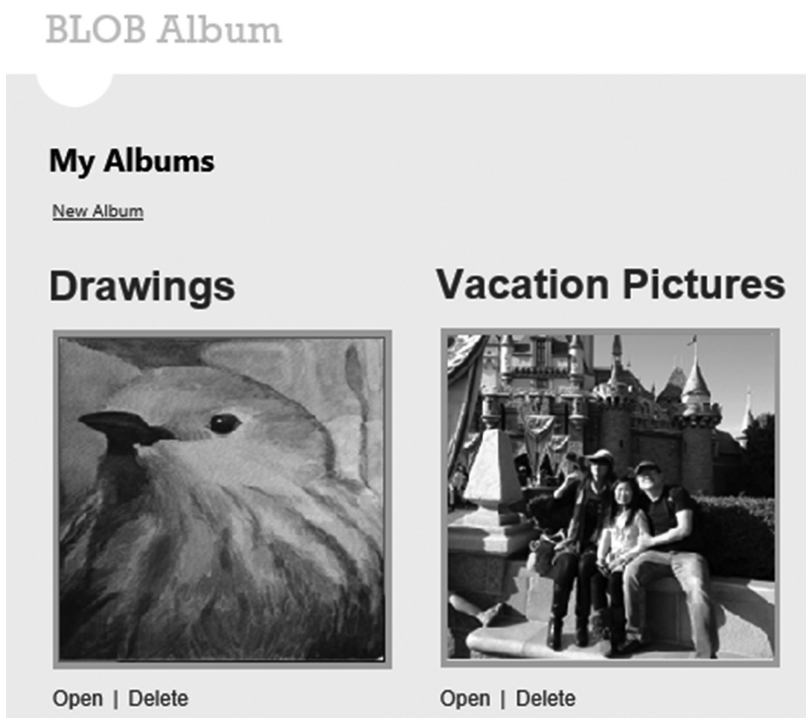 BLOB Album
My Albums
New Album
Drawings
Vacation Pictures
Open | Delete
Open | Delete